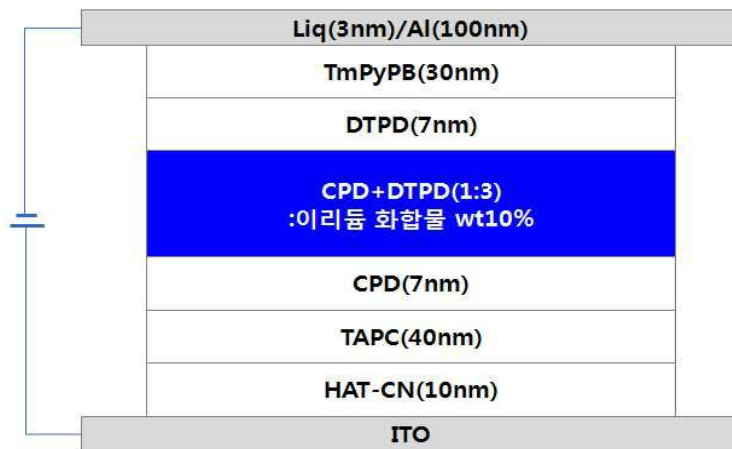 Liq(3nm)/Al(100nm)
TmPyPB(30nm)
DTPD(7nm)
CPD+DTPD(1:3)
:이리듐 화합물 wt10%
CPD(7nm)
TAPC(40nm)
HAT-CN(10nm)
ITO